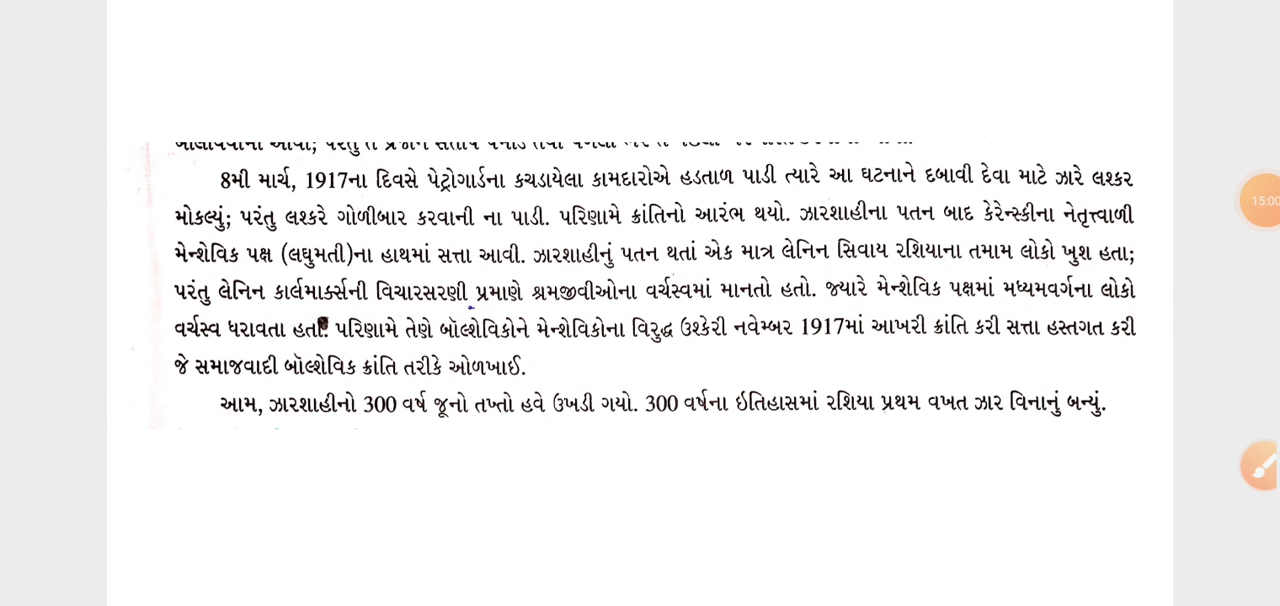 8મી માર્ચ, 1917ના દિવસે પેટ્રોગાર્ડના કચડાયેલા કામદારોએ હડતાળ પાડી ત્યારે આ ઘટનાને દબાવી દેવા માટે ઝારે લશ્કર
મોકલ્યું; પરંતુ લશ્કરે ગોળીબાર કરવાની ના પાડી. પરિણામે ક્રાંતિનો આરંભ થયો. ઝારશાહીના પતન બાદ કેરેન્સ્કીના નેતૃત્ત્વાળી
મેન્શેવિક પક્ષ (લઘુમતી)ના હાથમાં સત્તા આવી. ઝારશાહીનું પતન થતાં એક માત્ર લેનિન સિવાય રશિયાના તમામ લોકો ખુશ હતા;
પરંતુ લેનિન કાર્લમાર્ક્સની વિચારસરણી પ્રમાણે શ્રમજીવીઓના વર્ચસ્વમાં માનતો હતો. જ્યારે મેન્શેવિક પક્ષમાં મધ્યમવર્ગના લોકો
વર્ચસ્વ ધરાવતા હતા. પરિણામે તેણે બૉલ્શેવિકોને મેન્શેવિકોના વિરુદ્ધ ઉશ્કેરી નવેમ્બર 1917માં આખરી ક્રાંતિ કરી સત્તા હસ્તગત કરી
જે સમાજવાદી બૉલ્શેવિક ક્રાંતિ તરીકે ઓળખાઈ.
આમ, ઝારશાહીનો 300 વર્ષ જૂનો તખ્તો હવે ઉખડી ગયો. 300 વર્ષના ઇતિહાસમાં રશિયા પ્રથમ વખત ઝાર વિનાનું બન્યું.
15:00